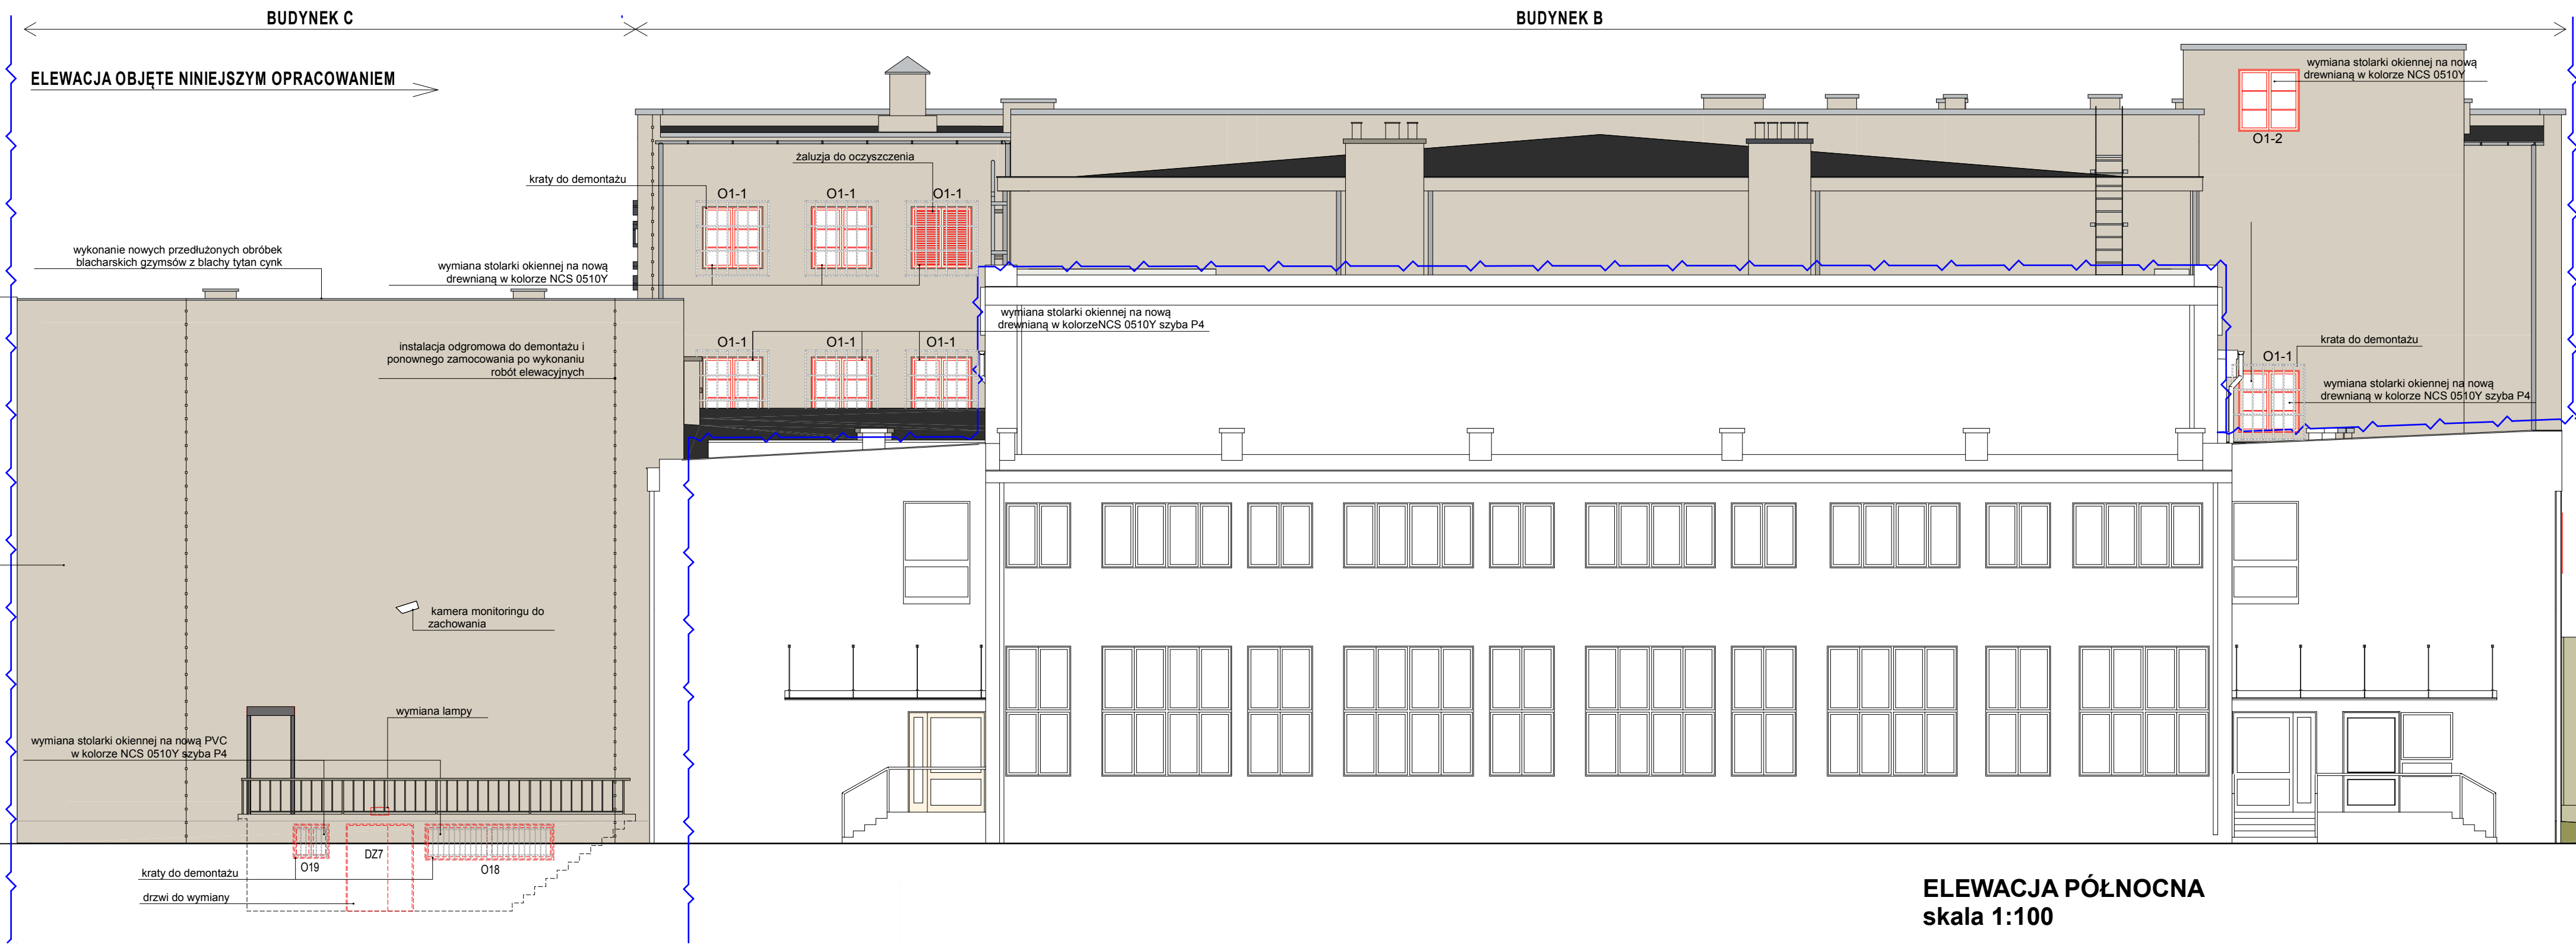 BUDYNEK C
BUDYNEK B
ELEWACJA OBJĘTE NINIEJSZYM OPRACOWANIEM
wymiana stolarki okiennej na nową
drewnianą w kolorze NCS 0510Y
O1-2
żaluzja do oczyszczenia
kraty do demontażu
O1-1
O1-1
O1-1
wykonanie nowych przedłużonych obróbek
blacharskich gzymsów z blachy tytan cynk
wymiana stolarki okiennej na nową
drewnianą w kolorze NCS 0510Y
wymiana stolarki okiennej na nową
drewnianą w kolorzeNCS 0510Y szyba P4
instalacja odgromowa do demontażu i
ponownego zamocowania po wykonaniu
robót elewacyjnych
O1-1
O1-1
O1-1
krata do demontażu
O1-1
wymiana stolarki okiennej na nową
drewnianą w kolorze NCS 0510Y szyba P4
kamera monitoringu do
zachowania
wymiana lampy
wymiana stolarki okiennej na nową PVC
w kolorze NCS 0510Y szyba P4
O19
DZ7
O18
kraty do demontażu
drzwi do wymiany
ELEWACJA PÓŁNOCNA
skala 1:100